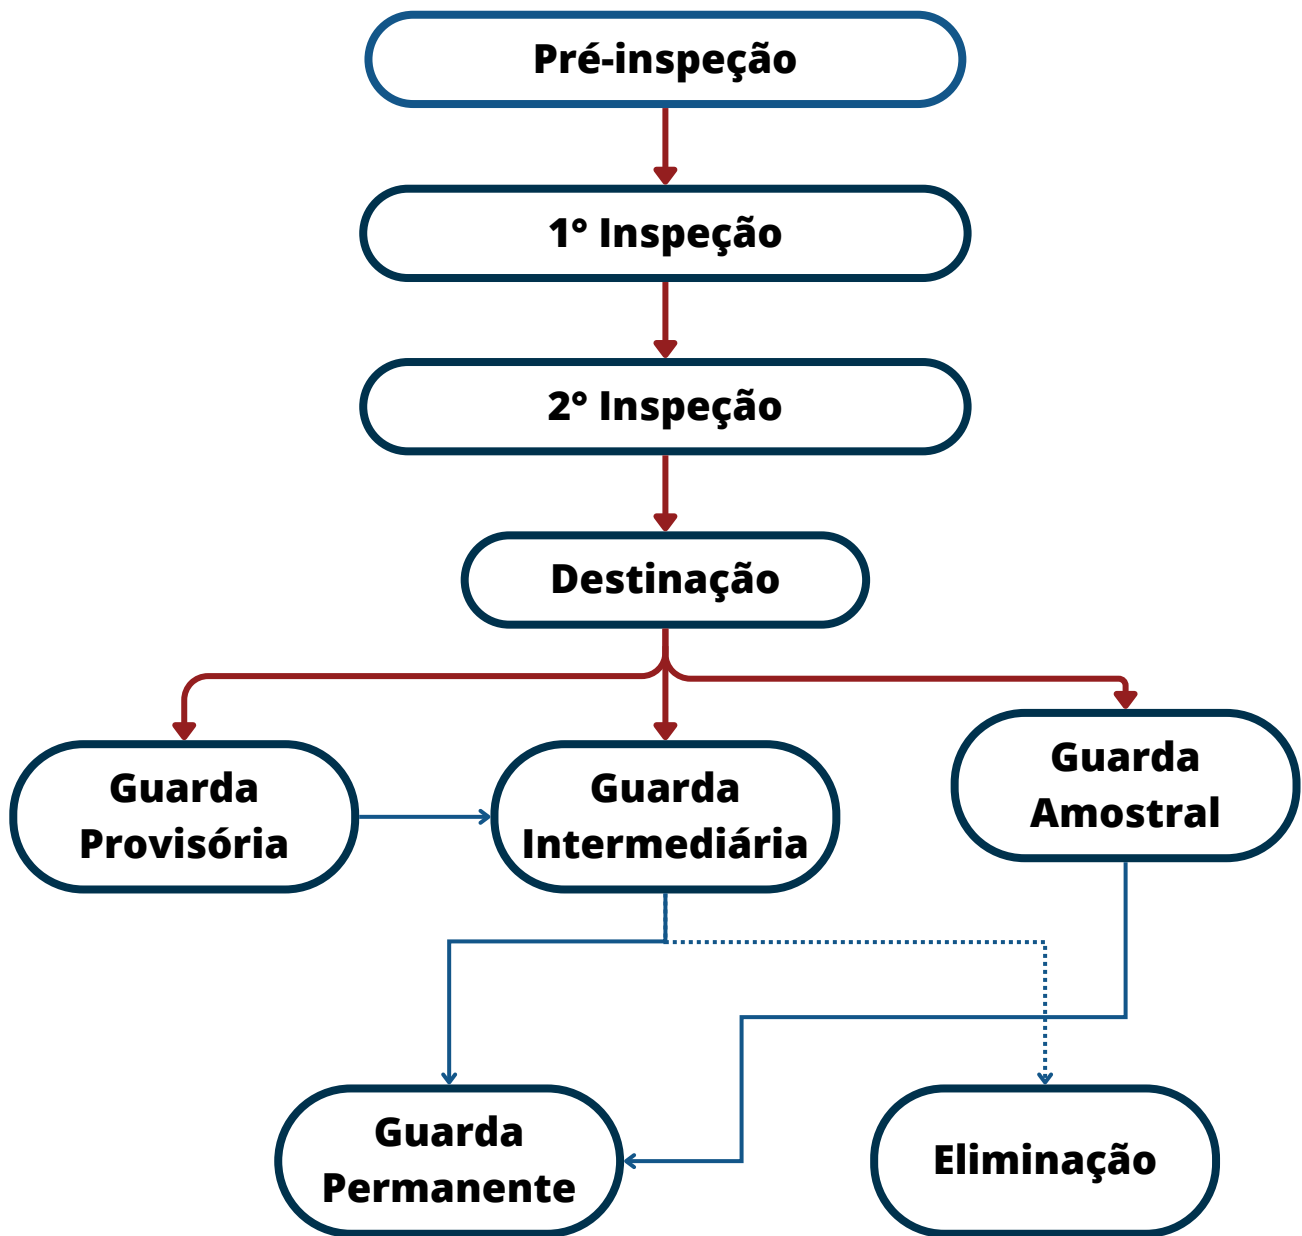 Pré-inspeção
1° Inspeção
2° Inspeção
Destinação
Guarda
Provisória
Guarda
Intermediária
Guarda
Amostral
Guarda
Permanente
Eliminação